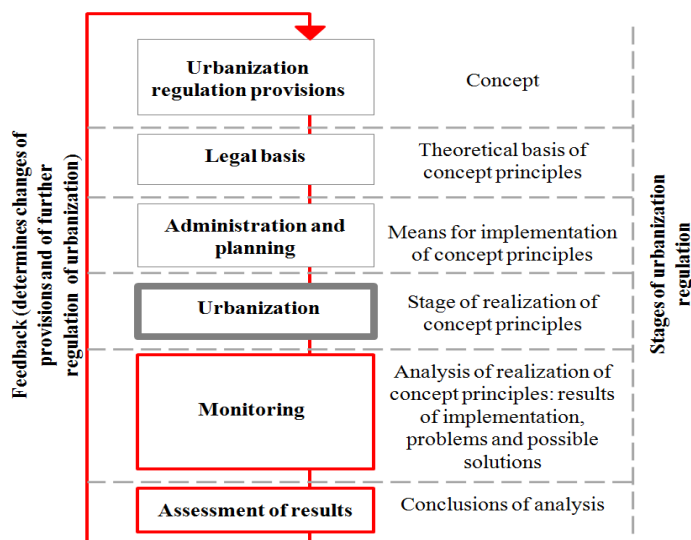 Urbanization
regulation provisions
Concept
Legal basis
Theoretical basis of
concept principles
Administration and
planning
Means for implementation
of concept principles
Urbanization
Stage of realization of
concept principles
Monitoring
Analysis of realization of
concept principles: results
of implementation,
problems and possible
solutions
Assessment of results
Conclusions of analysis
Feedback (determines changes of
provisions and of further
regulation of urbanization)
Stages of urbanization
regulation